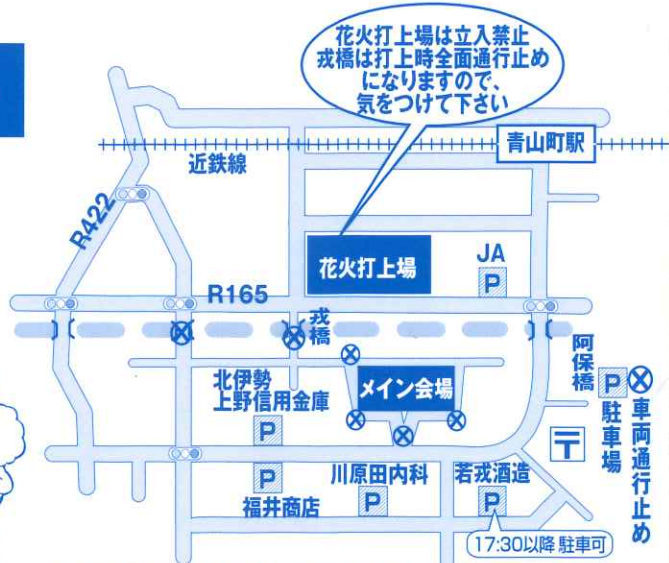 花火打上場は立入禁止
戎橋は打上時全面通行止め
になりますので、
気をつけて下さい
青山町駅
近鉄線
R422
花火打上場
JA
P
R165
戎橋
阿保橋
北伊勢
上野信用金庫
P
メイン会場
P
駐車場
車両通行止め
〒
P
福井商店
川原田内科
P
若戎酒造
P
17:30以降 駐車可